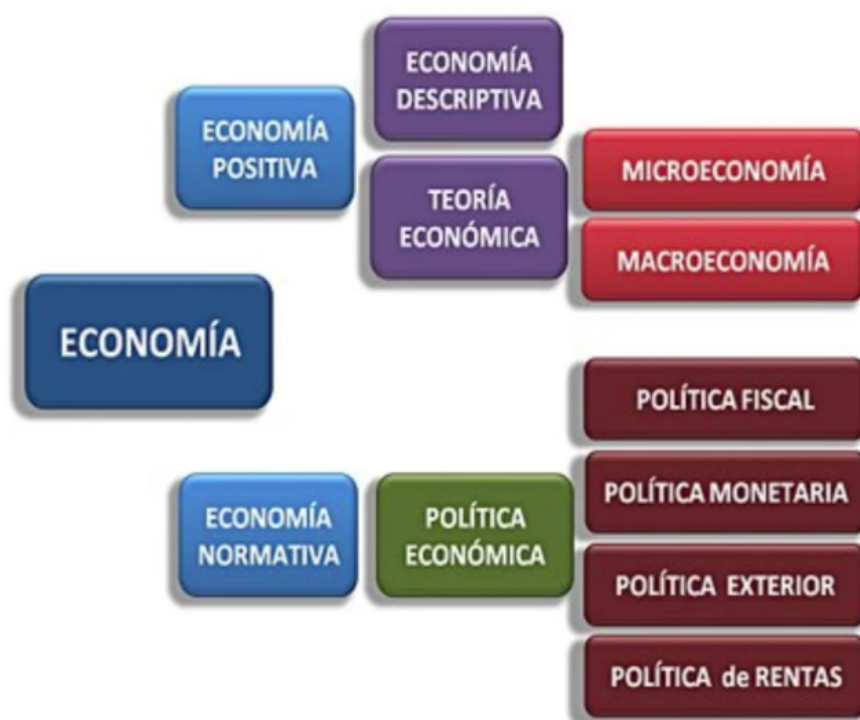 ECONOMÍA
ECONOMÍA
POSITIVA
ECONOMÍA
DESCRIPTIVA
TEORÍA
ECONÓMICA
MICROECONOMÍA
MACROECONOMÍA
ECONOMÍA
NORMATIVA
POLÍTICA
ECONÓMICA
POLÍTICA FISCAL
POLÍTICA MONETARIA
POLÍTICA EXTERIOR
POLÍTICA de RENTAS